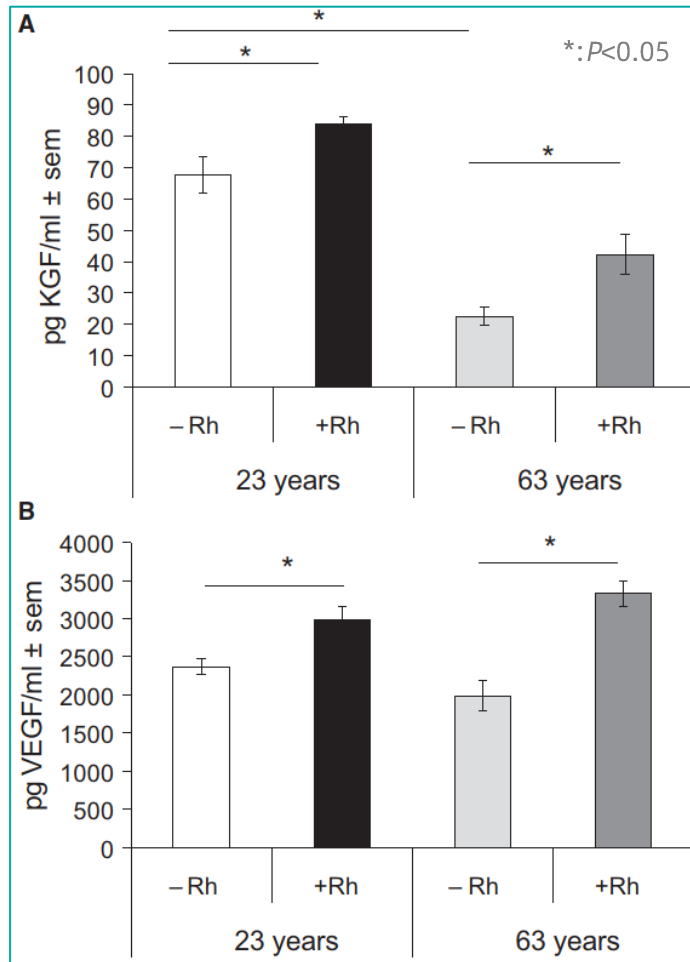 A
*
*
*:P<0.05
pg KGF/ml ± sem
100
90
80
70
60
50
40
30
20
10
0
*
– Rh
+Rh
– Rh
+Rh
23 years
63 years
B
pg VEGF/ml ± sem
4000
3500
3000
2500
2000
1500
1000
500
0
*
*
– Rh
+Rh
– Rh
+Rh
23 years
63 years